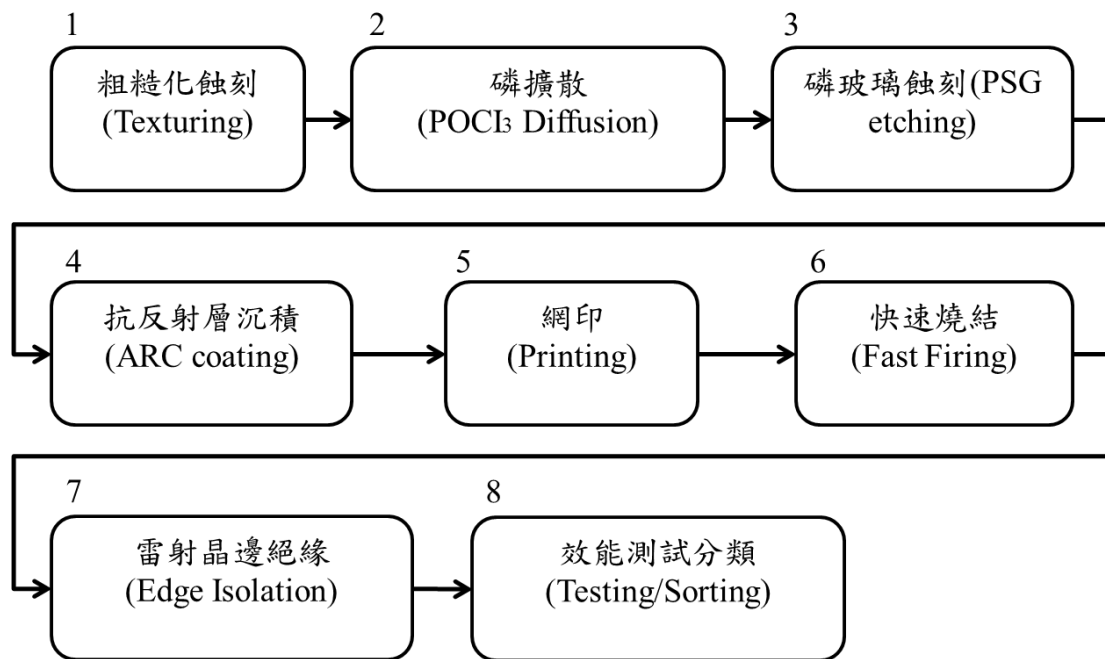 1
粗糙化蝕刻
(Texturing)
2
磷擴散
(POCI₃ Diffusion)
3
磷玻璃蝕刻(PSG
etching)
4
抗反射層沉積
(ARC coating)
5
網印
(Printing)
6
快速燒結
(Fast Firing)
7
雷射晶邊絕緣
(Edge Isolation)
8
效能測試分類
(Testing/Sorting)